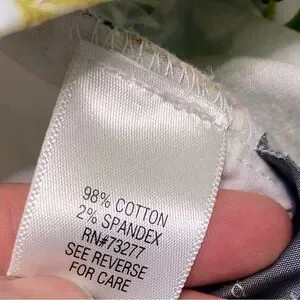 98% COTTON
2% SPANDEX
RN#73277
SEE REVERSE
FOR CARE